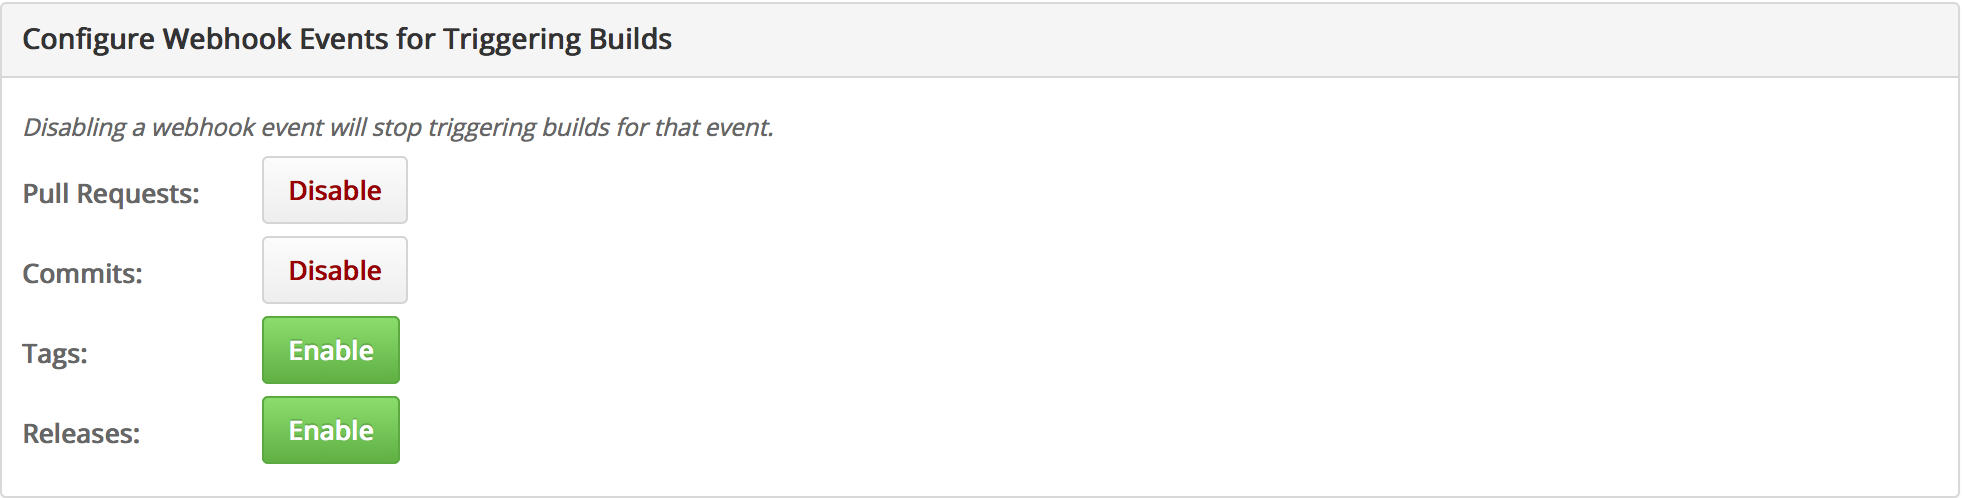 Configure Webhook Events for Triggering Builds
Disabling a webhook event will stop triggering builds for that event.
Pull Requests: Disable
Commits: Disable
Tags: Enable
Releases: Enable